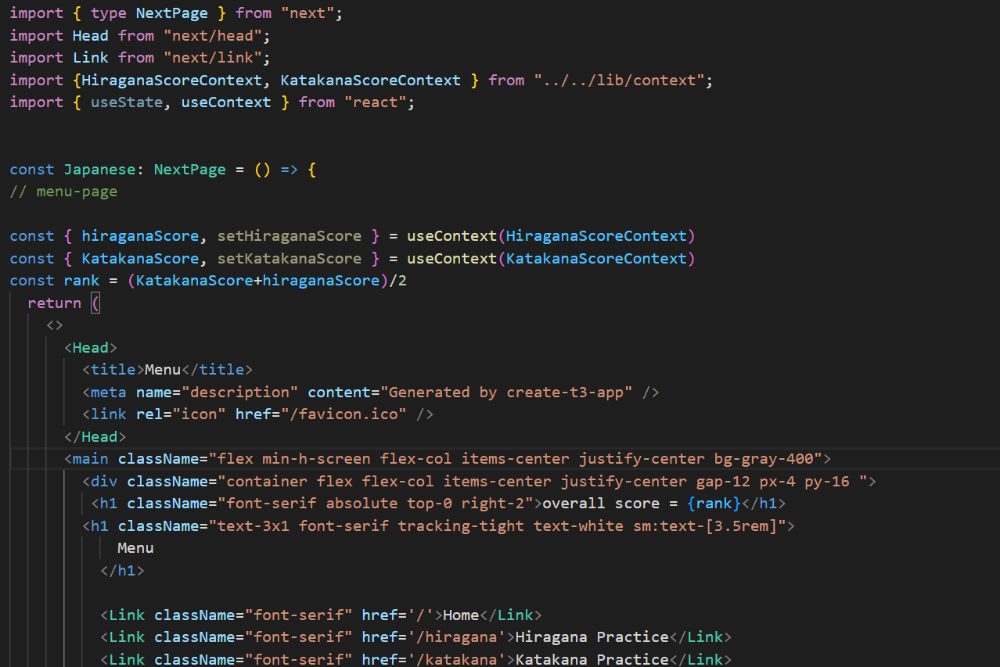 import { type NextPage } from "next";
import Head from "next/head";
import Link from "next/link";
import {HiraganaScoreContext, KatakanaScoreContext } from "../../lib/context";
import { useState, useContext } from "react";
const Japanese: NextPage = () => {
// menu-page
const { hiraganaScore, setHiraganaScore } = useContext(HiraganaScoreContext)
const { KatakanaScore, setKatakanaScore } = useContext(KatakanaScoreContext)
const rank = (KatakanaScore+hiraganaScore)/2
return (
<>
<Head>
<title>Menu</title>
<meta name="description" content="Generated by create-t3-app" />
<link rel="icon" href="/favicon.ico" />
</Head>
<main className="flex min-h-screen flex-col items-center justify-center bg-gray-400">
<div className="container flex flex-col items-center justify-center gap-12 px-4 py-16 ">
<h1 className="font-serif absolute top-0 right-2">overall score = {rank}</h1>
<h1 className="text-3x1 font-serif tracking-tight text-white sm:text-[3.5rem]">
Menu
</h1>
<Link className="font-serif" href='/'>Home</Link>
<Link className="font-serif" href='/hiragana'>Hiragana Practice</Link>
<Link className="font-serif" href='/katakana'>Katakana Practice</Link>